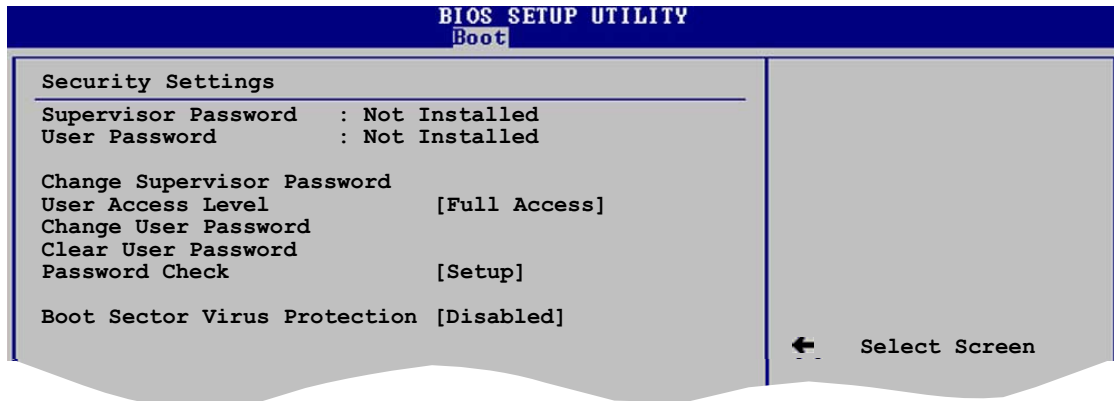 BIOS SETUP UTILITY
Boot
Security Settings
Supervisor Password : Not Installed
User Password : Not Installed
Change Supervisor Password
User Access Level [Full Access]
Change User Password
Clear User Password
Password Check [Setup]
Boot Sector Virus Protection [Disabled]
← Select Screen